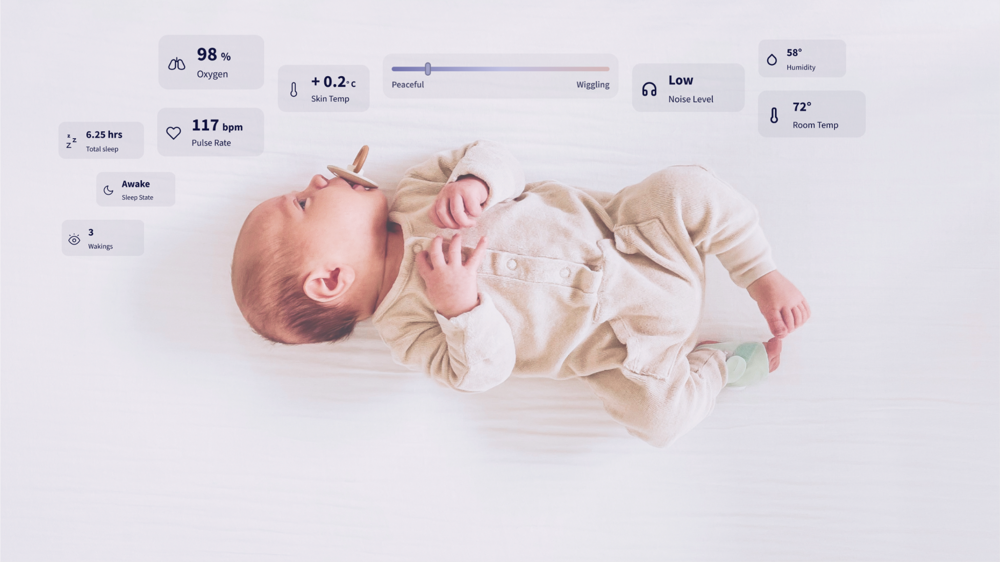 98 %
Oxygen
+ 0.2° C
Skin Temp
Peaceful
Wiggling
Low
Noise Level
58°
Humidity
72°
Room Temp
117 bpm
Pulse Rate
6.25 hrs
Total sleep
Awake
Sleep State
3
Wakings